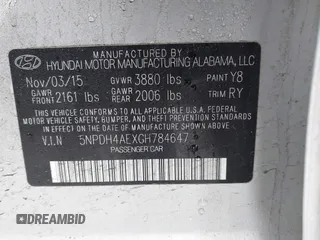 HYUNDAI MOTOR MANUFACTURING ALABAMA, LLC
Nov/03/15 GVWR 3880 lbs PAINT Y8
GAWR FRONT 2161 lbs GAWR REAR 2006 lbs TRIM RY
THIS VEHICLE CONFORMS TO ALL APPLICABLE U.S. FEDERAL MOTOR
VEHICLE SAFETY, BUMPER, AND THEFT PREVENTION STANDARDS
IN EFFECT ON THE DATE OF MANUFACTURE SHOWN ABOVE.
V.I.N 5NPDH4AEXGH784647
PASSENGER CAR
DREAMBID